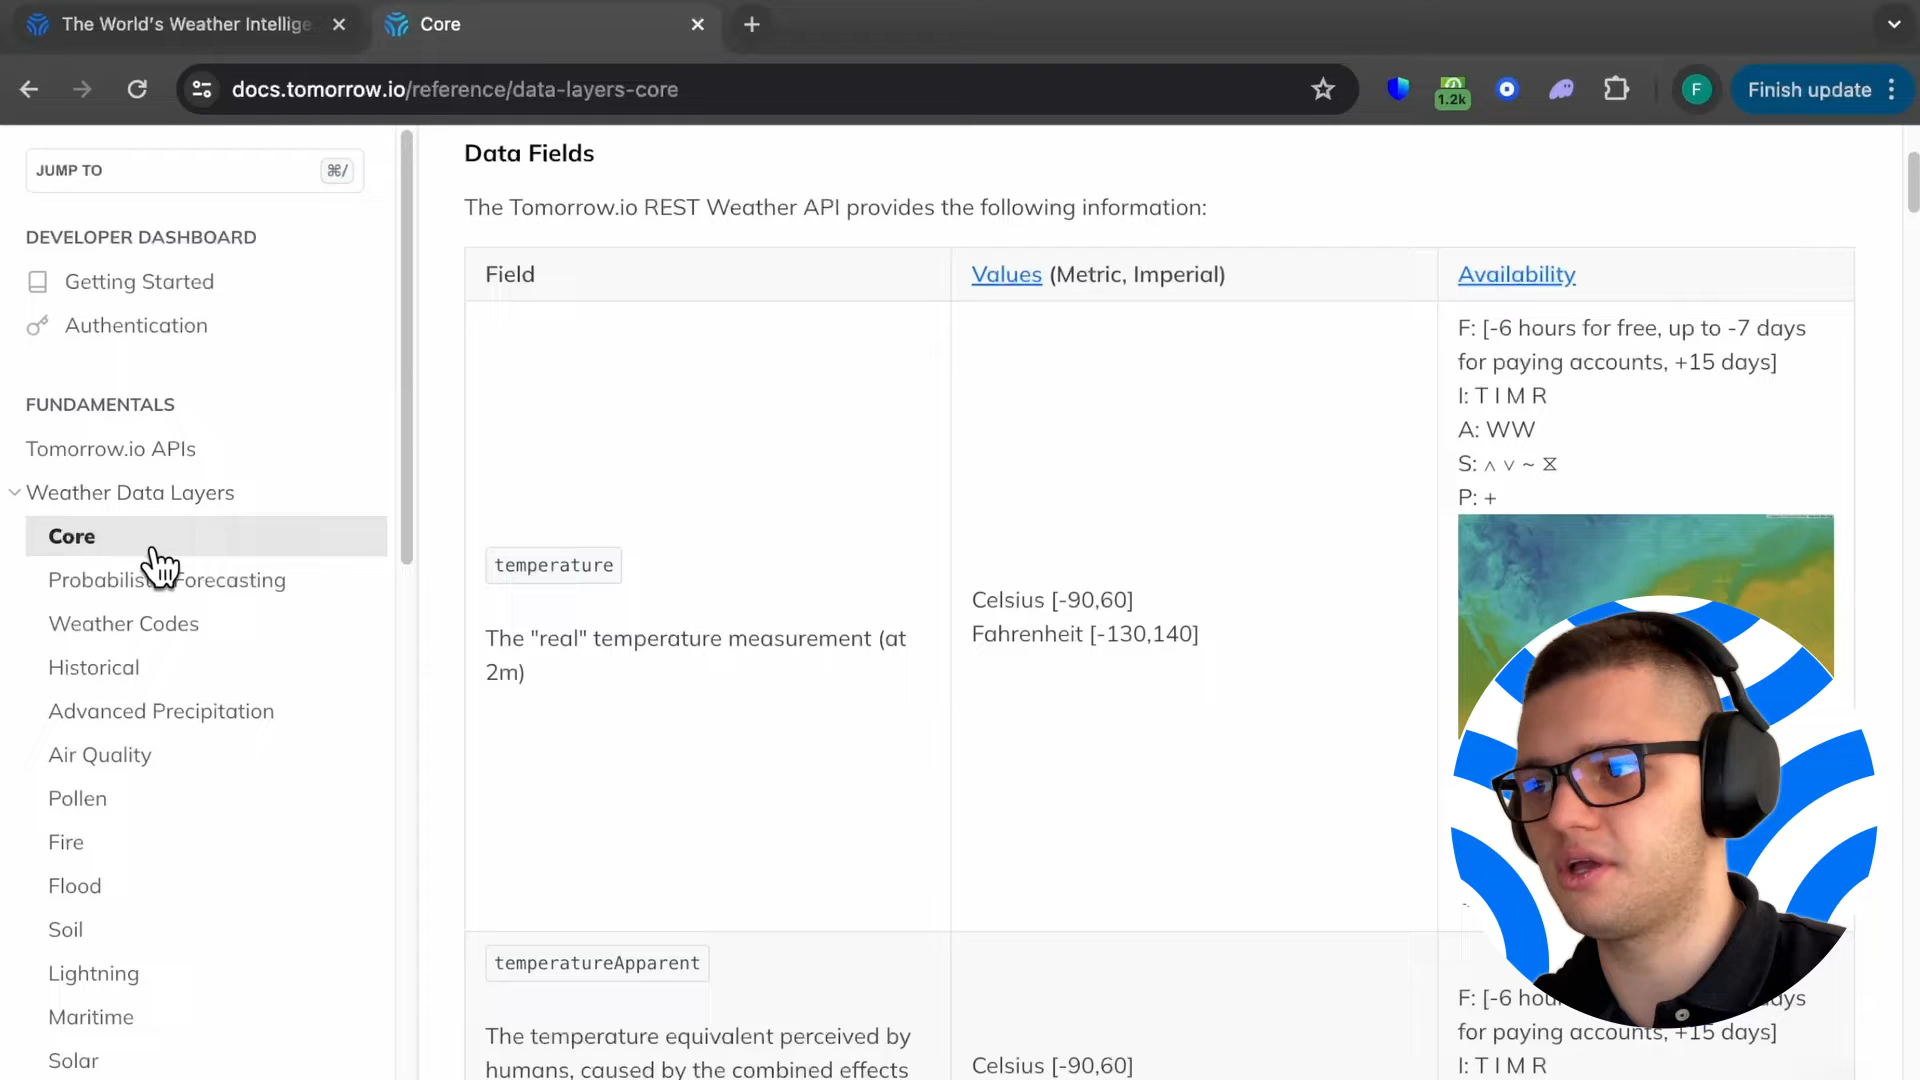 The World's Weather Intellige
Core
docs.tomorrow.io/reference/data-layers-core
1.2k
F
Finish update
JUMP TO
⌘/
DEVELOPER DASHBOARD
Getting Started
Authentication
FUNDAMENTALS
Tomorrow.io APIs
Weather Data Layers
Core
Probabilist Forecasting
Weather Codes
Historical
Advanced Precipitation
Air Quality
Pollen
Fire
Flood
Soil
Lightning
Maritime
Solar
Data Fields
The Tomorrow.io REST Weather API provides the following information:
Field
Values (Metric, Imperial)
Availability
temperature
The "real" temperature measurement (at
2m)
Celsius [-90,60]
Fahrenheit [-130,140]
F: [-6 hours for free, up to -7 days
for paying accounts, +15 days]
I: T I M R
A: WW
S: ∧ ∨ ~ ⧖
P: +
temperatureApparent
The temperature equivalent perceived by
humans, caused by the combined effects
Celsius [-90,60]
F: [-6 hou days
for paying accounts, +15 days]
I: T I M R